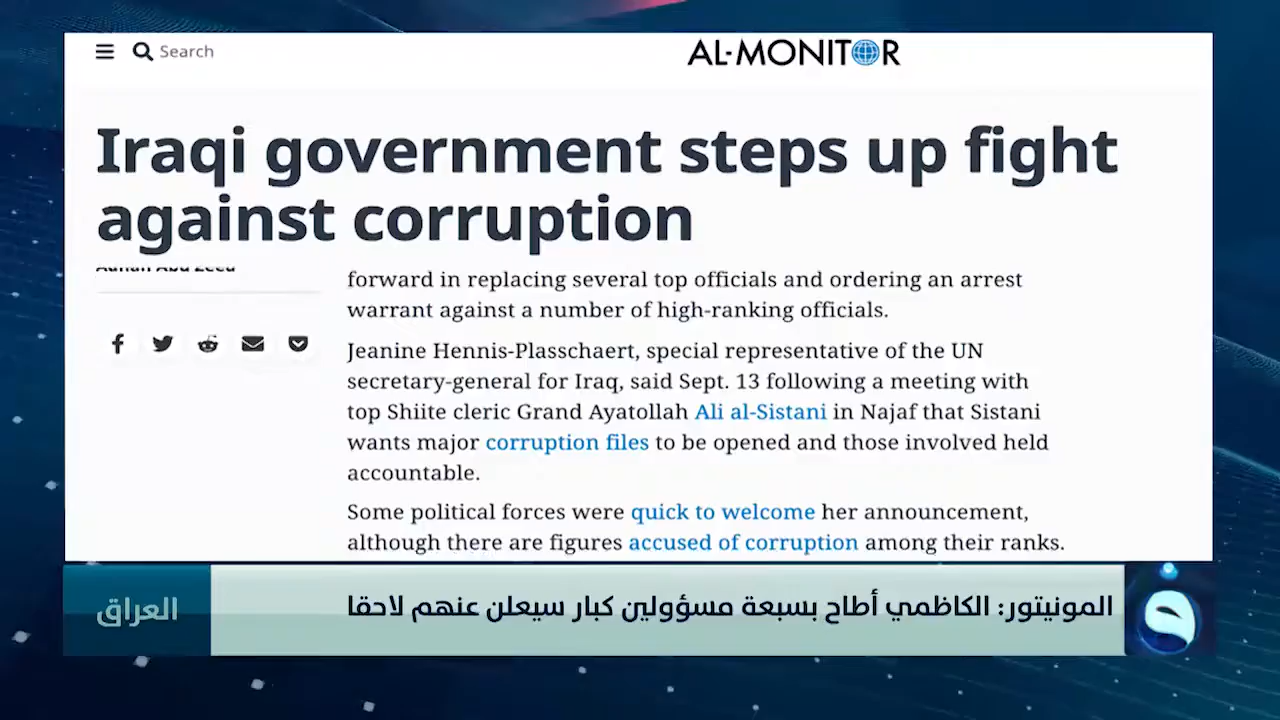 Search
AL-MONITOR
Iraqi government steps up fight
against corruption
Adnan Abu Zeed
forward in replacing several top officials and ordering an arrest
warrant against a number of high-ranking officials.
Jeanine Hennis-Plasschaert, special representative of the UN
secretary-general for Iraq, said Sept. 13 following a meeting with
top Shiite cleric Grand Ayatollah Ali al-Sistani in Najaf that Sistani
wants major corruption files to be opened and those involved held
accountable.
Some political forces were quick to welcome her announcement,
although there are figures accused of corruption among their ranks.
العراق
المونيتور: الكاظمي أطاح بسبعة مسؤولين كبار سيعلن عنهم لاحقا